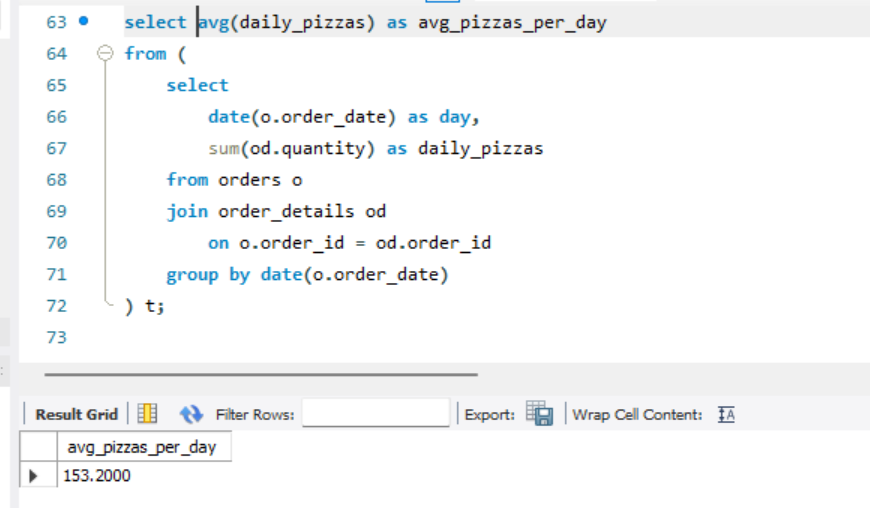 63 select avg(daily_pizzas) as avg_pizzas_per_day
64 from (
65 select
66 date(o.order_date) as day,
67 sum(od.quantity) as daily_pizzas
68 from orders o
69 join order_details od
70 on o.order_id = od.order_id
71 group by date(o.order_date)
72 ) t;
73
Result Grid Filter Rows: Export: Wrap Cell Content: IA
avg_pizzas_per_day
153.2000